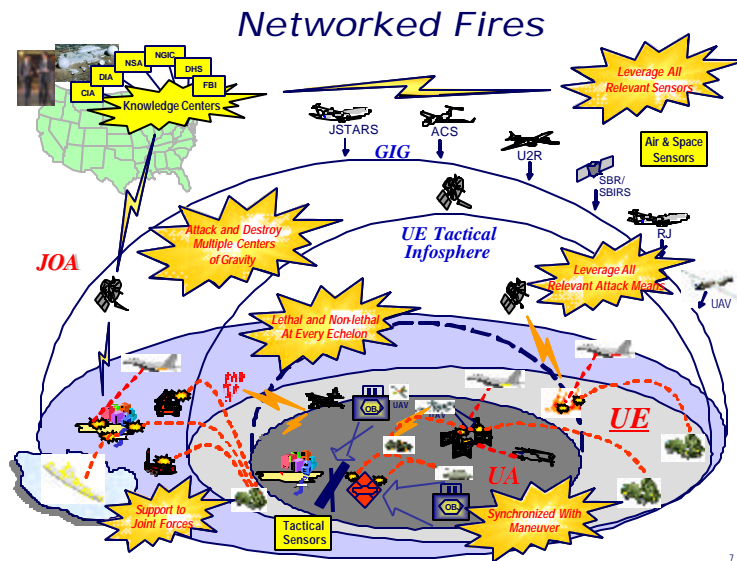 Networked Fires
NGIC
NSA
DHS
DIA
FBI
CIA
Knowledge Centers
Leverage All
Relevant Sensors
JSTARS
ACS
GIG
U2R
Air & Space
Sensors
SBR/
SBIRS
RJ
UAV
Attack and Destroy
Multiple Centers
of Gravity
UE Tactical
Infosphere
JOA
Leverage All
Relevant Attack Means
Lethal and Non-lethal
At Every Echelon
OBJ
UAV
UAV
UE
UA
OBJ
Support to
Joint Forces
Tactical
Sensors
Synchronized With
Maneuver
7